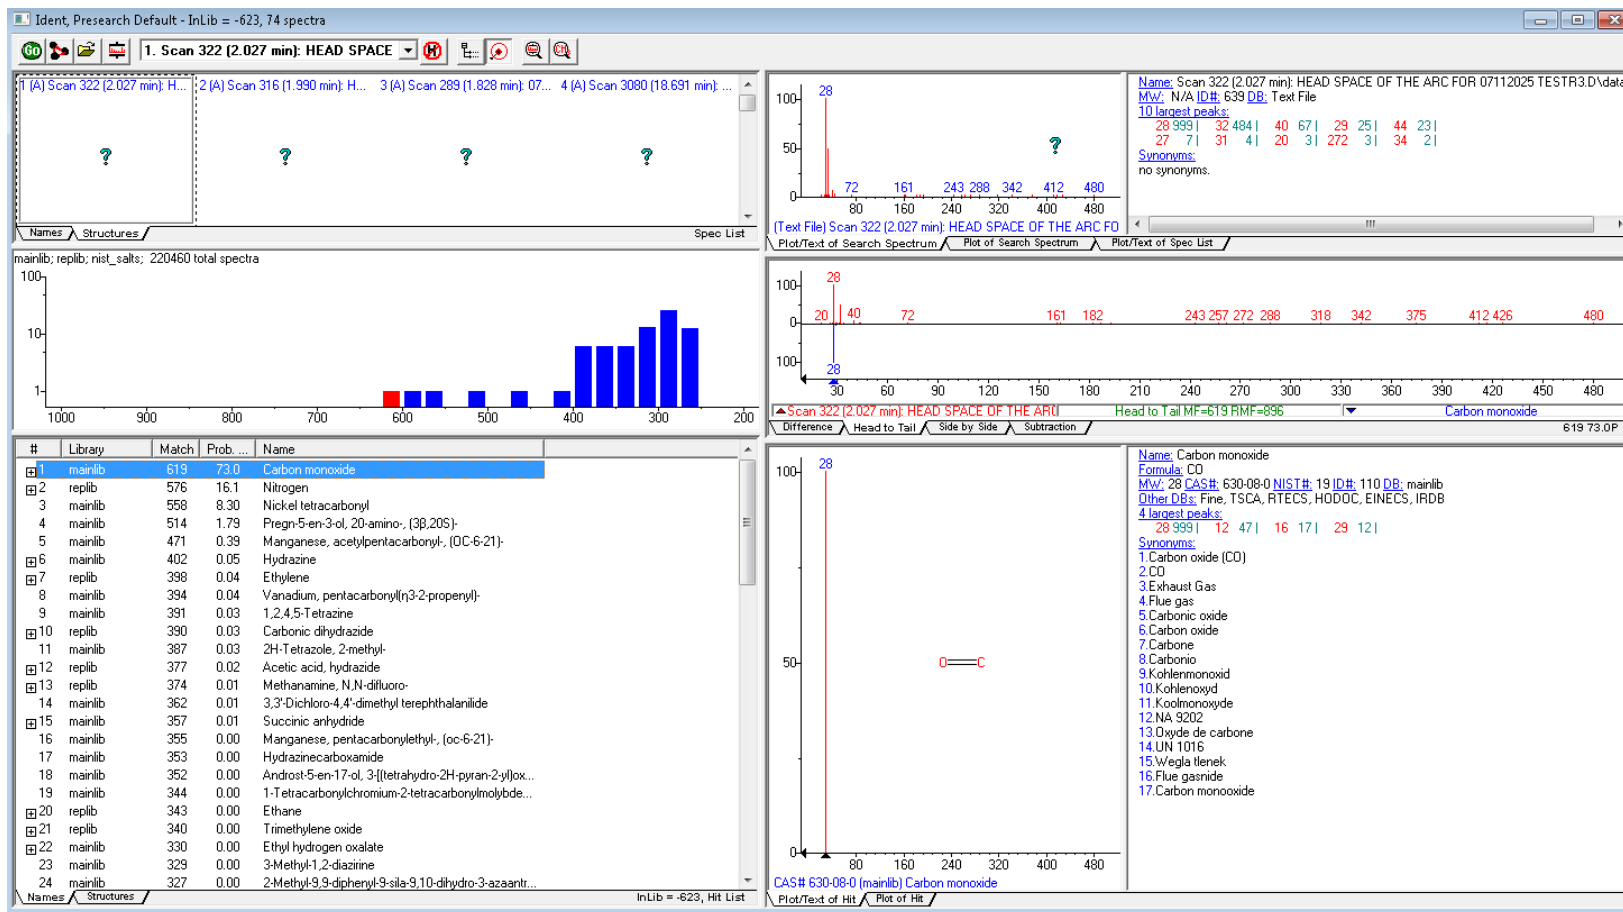 Ident, Presearch Default - InLib = -623, 74 spectra
Go
1. Scan 322 (2.027 min): HEAD SPACE
1 (A) Scan 322 (2.027 min): H...
2 (A) Scan 316 (1.990 min): H...
3 (A) Scan 289 (1.828 min): 07...
4 (A) Scan 3080 (18.691 min): ...
? ? ? ?
Names Structures
Spec List
28
100
50
0
72 161 243 288 342 412 480
80 160 240 320 400 480
?
(Text File) Scan 322 (2.027 min): HEAD SPACE OF THE ARC FO
Name: Scan 322 (2.027 min): HEAD SPACE OF THE ARC FOR 07112025 TESTR3.D\data
MW: N/A ID#: 639 DB: Text File
10 largest peaks:
28 999 | 32 484 | 40 67 | 29 25 | 44 23 |
27 7 | 31 4 | 20 3 | 272 3 | 34 2 |
Synonyms:
no synonyms.
Plot/Text of Search Spectrum Plot of Search Spectrum Plot/Text of Spec List
mainlib; replib; nist_salts; 220460 total spectra
100
10
1
1000 900 800 700 600 500 400 300 200
28
100
20 40 72 161 182 243 257 272 288 318 342 375 412 426 480
0
100
28
30 60 90 120 150 180 210 240 270 300 330 360 390 420 450 480
Scan 322 (2.027 min): HEAD SPACE OF THE ARC
Head to Tail MF=619 RMF=896
Carbon monoxide
Difference Head to Tail Side by Side Subtraction
619 73.0P
# Library Match Prob. ... Name
1 mainlib 619 73.0 Carbon monoxide
2 replib 576 16.1 Nitrogen
3 mainlib 558 8.30 Nickel tetracarbonyl
4 mainlib 514 1.79 Pregn-5-en-3-ol, 20-amino-, (3β,20S)-
5 mainlib 471 0.39 Manganese, acetylpentacarbonyl-, (OC-6-21)-
6 mainlib 402 0.05 Hydrazine
7 replib 398 0.04 Ethylene
8 mainlib 394 0.04 Vanadium, pentacarbonyl(η3-2-propenyl)-
9 mainlib 391 0.03 1,2,4,5-Tetrazine
10 replib 390 0.03 Carbonic dihydrazide
11 mainlib 387 0.03 2H-Tetrazole, 2-methyl-
12 replib 377 0.02 Acetic acid, hydrazide
13 replib 374 0.01 Methanamine, N,N-difluoro-
14 mainlib 362 0.01 3,3'-Dichloro-4,4'-dimethyl terephthalanilide
15 mainlib 357 0.01 Succinic anhydride
16 mainlib 355 0.00 Manganese, pentacarbonylethyl-, (oc-6-21)-
17 mainlib 353 0.00 Hydrazinecarboxamide
18 mainlib 352 0.00 Androst-5-en-17-ol, 3-[(tetrahydro-2H-pyran-2-yl)ox...
19 mainlib 344 0.00 1-Tetracarbonylchromium-2-tetracarbonylmolybde...
20 replib 343 0.00 Ethane
21 replib 340 0.00 Trimethylene oxide
22 mainlib 330 0.00 Ethyl hydrogen oxalate
23 mainlib 329 0.00 3-Methyl-1,2-diazirine
24 mainlib 327 0.00 2-Methyl-9,9-diphenyl-9-sila-9,10-dihydro-3-azaantr...
Names Structures
InLib = -623, Hit List
28
100
50
0
O C
80 160 240 320 400 480
CAS# 630-08-0 (mainlib) Carbon monoxide
Name: Carbon monoxide
Formula: CO
MW: 28 CAS#: 630-08-0 NIST#: 19 ID#: 110 DB: mainlib
Other DBs: Fine, TSCA, RTECS, HODOC, EINECS, IRDB
4 largest peaks:
28 999 | 12 47 | 16 17 | 29 12 |
Synonyms:
1.Carbon oxide (CO)
2.CO
3.Exhaust Gas
4.Flue gas
5.Carbonic oxide
6.Carbon oxide
7.Carbone
8.Carbonio
9.Kohlenmonoxid
10.Kohlenoxyd
11.Koolmonoxyde
12.NA 9202
13.Oxyde de carbone
14.UN 1016
15.Wegla tlenek
16.Flue gasnide
17.Carbon monooxide
Plot/Text of Hit Plot of Hit